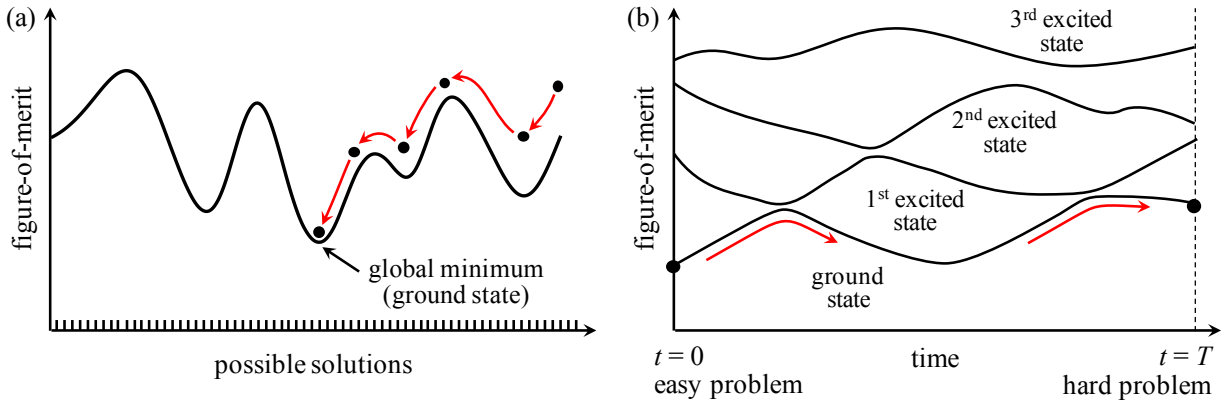 (a)
figure-of-merit
global minimum
(ground state)
possible solutions
(b)
figure-of-merit
3rd excited
state
2nd excited
state
1st excited
state
ground
state
t = 0
easy problem
time
t = T
hard problem